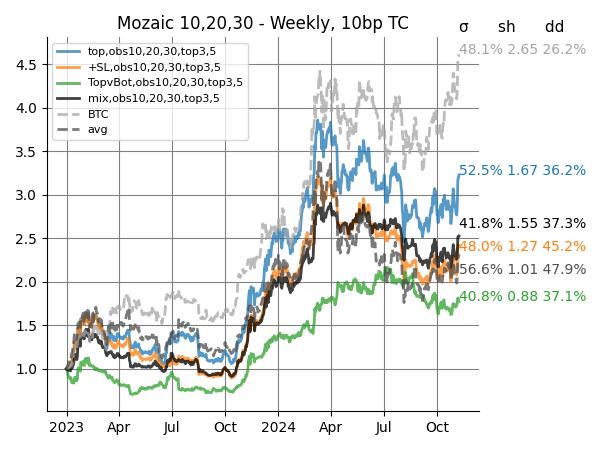 Mozaic 10,20,30 - Weekly, 10bp TC
σ sh dd
top,obs10,20,30,top3,5
+SL,obs10,20,30,top3,5
TopvBot,obs10,20,30,top3,5
mix,obs10,20,30,top3,5
BTC
avg
48.1% 2.65 26.2%
52.5% 1.67 36.2%
41.8% 1.55 37.3%
48.0% 1.27 45.2%
56.6% 1.01 47.9%
40.8% 0.88 37.1%
4.5
4.0
3.5
3.0
2.5
2.0
1.5
1.0
2023 Apr Jul Oct 2024 Apr Jul Oct